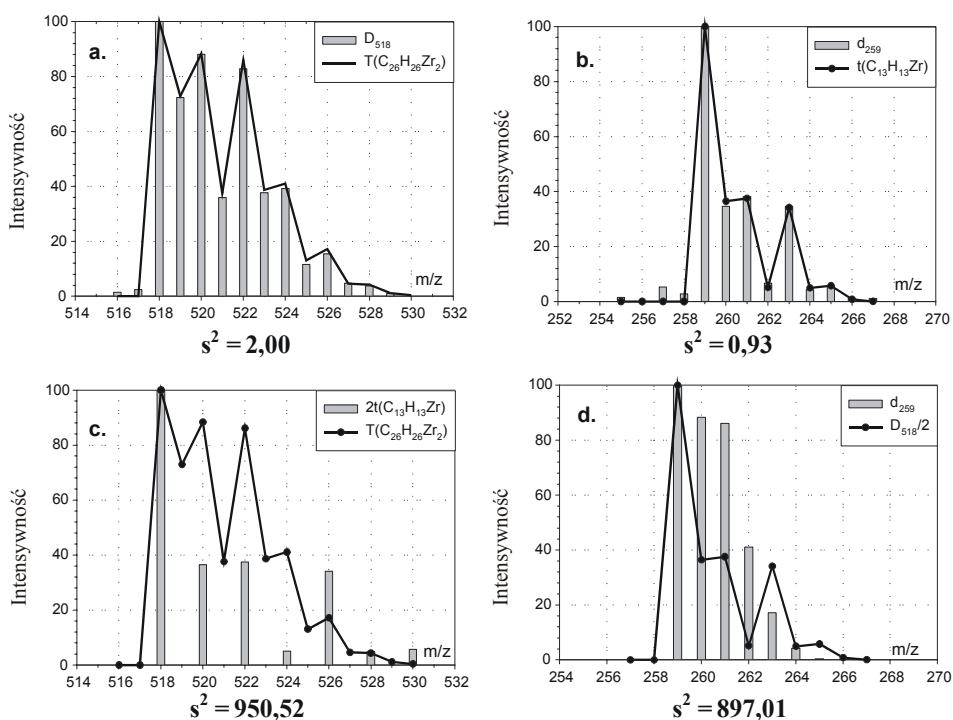 a.
D₅₁₈
T(C₂₆H₂₆Zr₂)
Intensywność
100
80
60
40
20
0
m/z
514 516 518 520 522 524 526 528 530 532
s² = 2,00
b.
d₂₅₉
t(C₁₃H₁₃Zr)
Intensywność
100
80
60
40
20
0
m/z
252 254 256 258 260 262 264 266 268 270
s² = 0,93
c.
2t(C₁₃H₁₃Zr)
T(C₂₆H₂₆Zr₂)
Intensywność
100
80
60
40
20
0
m/z
514 516 518 520 522 524 526 528 530 532
s² = 950,52
d.
d₂₅₉
D₅₁₈/2
Intensywność
100
80
60
40
20
0
m/z
254 256 258 260 262 264 266 268 270
s² = 897,01